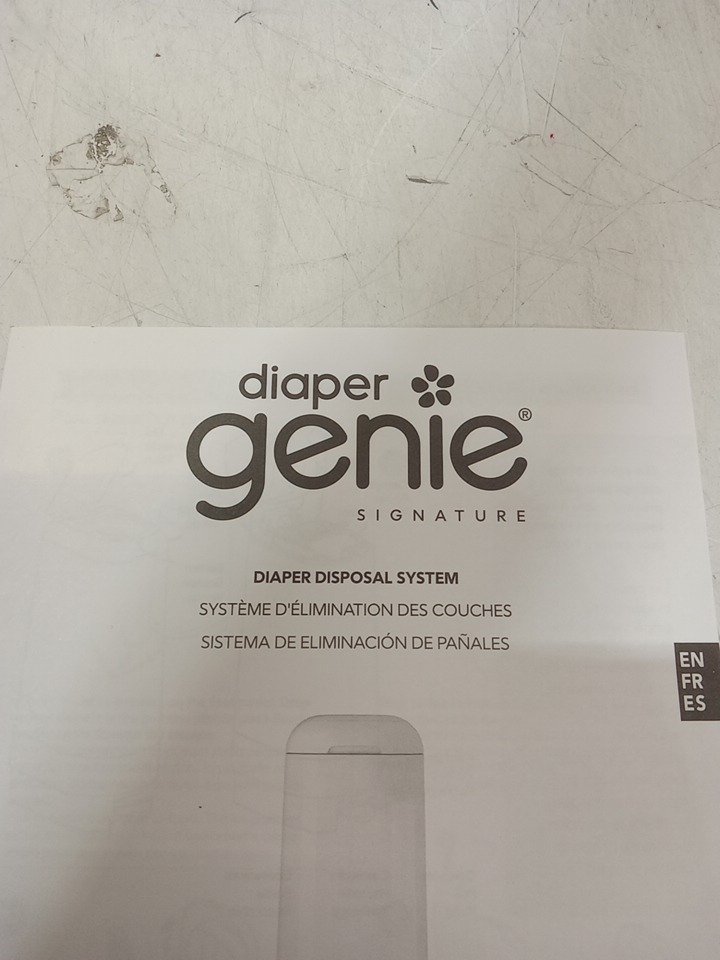 diaper
genie®
SIGNATURE
DIAPER DISPOSAL SYSTEM
SYSTÈME D'ÉLIMINATION DES COUCHES
SISTEMA DE ELIMINACIÓN DE PAÑALES
EN
FR
ES